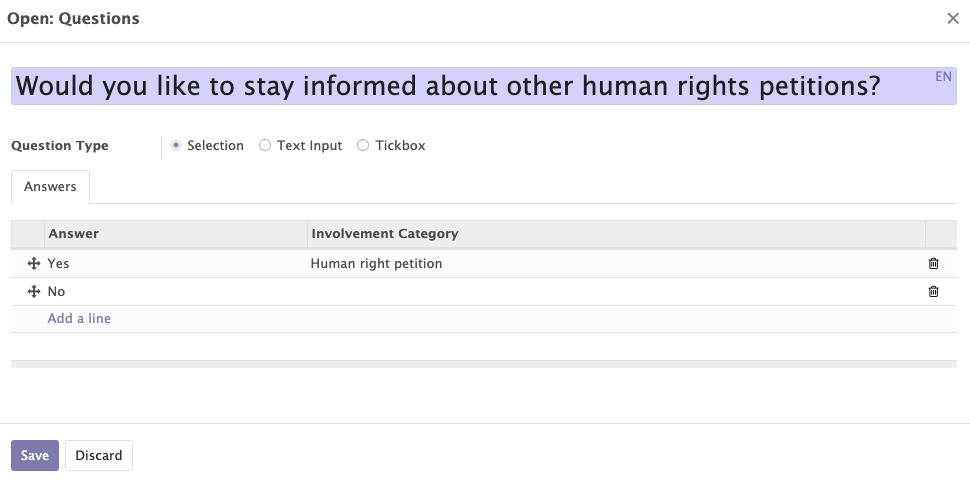 Open: Questions
Would you like to stay informed about other human rights petitions? EN
Question Type Selection Text Input Tickbox
Answers
Answer Involvement Category
Yes Human right petition
No
Add a line
Save Discard